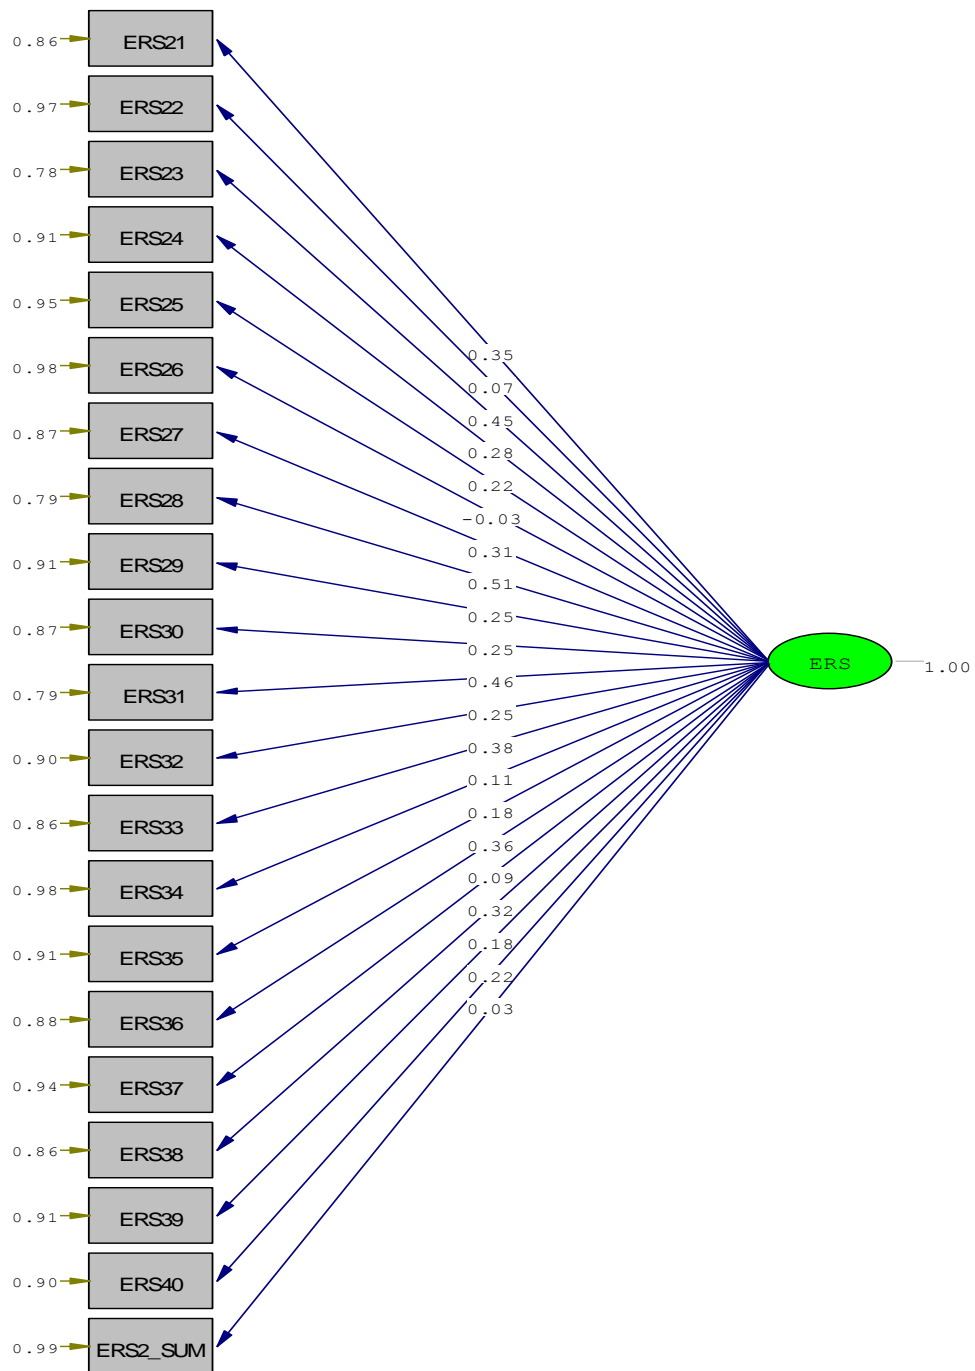 0.86 ERS21
0.97 ERS22
0.78 ERS23
0.91 ERS24
0.95 ERS25
0.98 ERS26
0.87 ERS27
0.79 ERS28
0.91 ERS29
0.87 ERS30
0.79 ERS31
0.90 ERS32
0.86 ERS33
0.98 ERS34
0.91 ERS35
0.88 ERS36
0.94 ERS37
0.86 ERS38
0.91 ERS39
0.90 ERS40
0.99 ERS2_SUM
0.35
0.07
0.45
0.28
0.22
-0.03
0.31
0.51
0.25
0.25
0.46
0.25
0.38
0.11
0.18
0.36
0.09
0.32
0.18
0.22
0.03
ERS 1.00